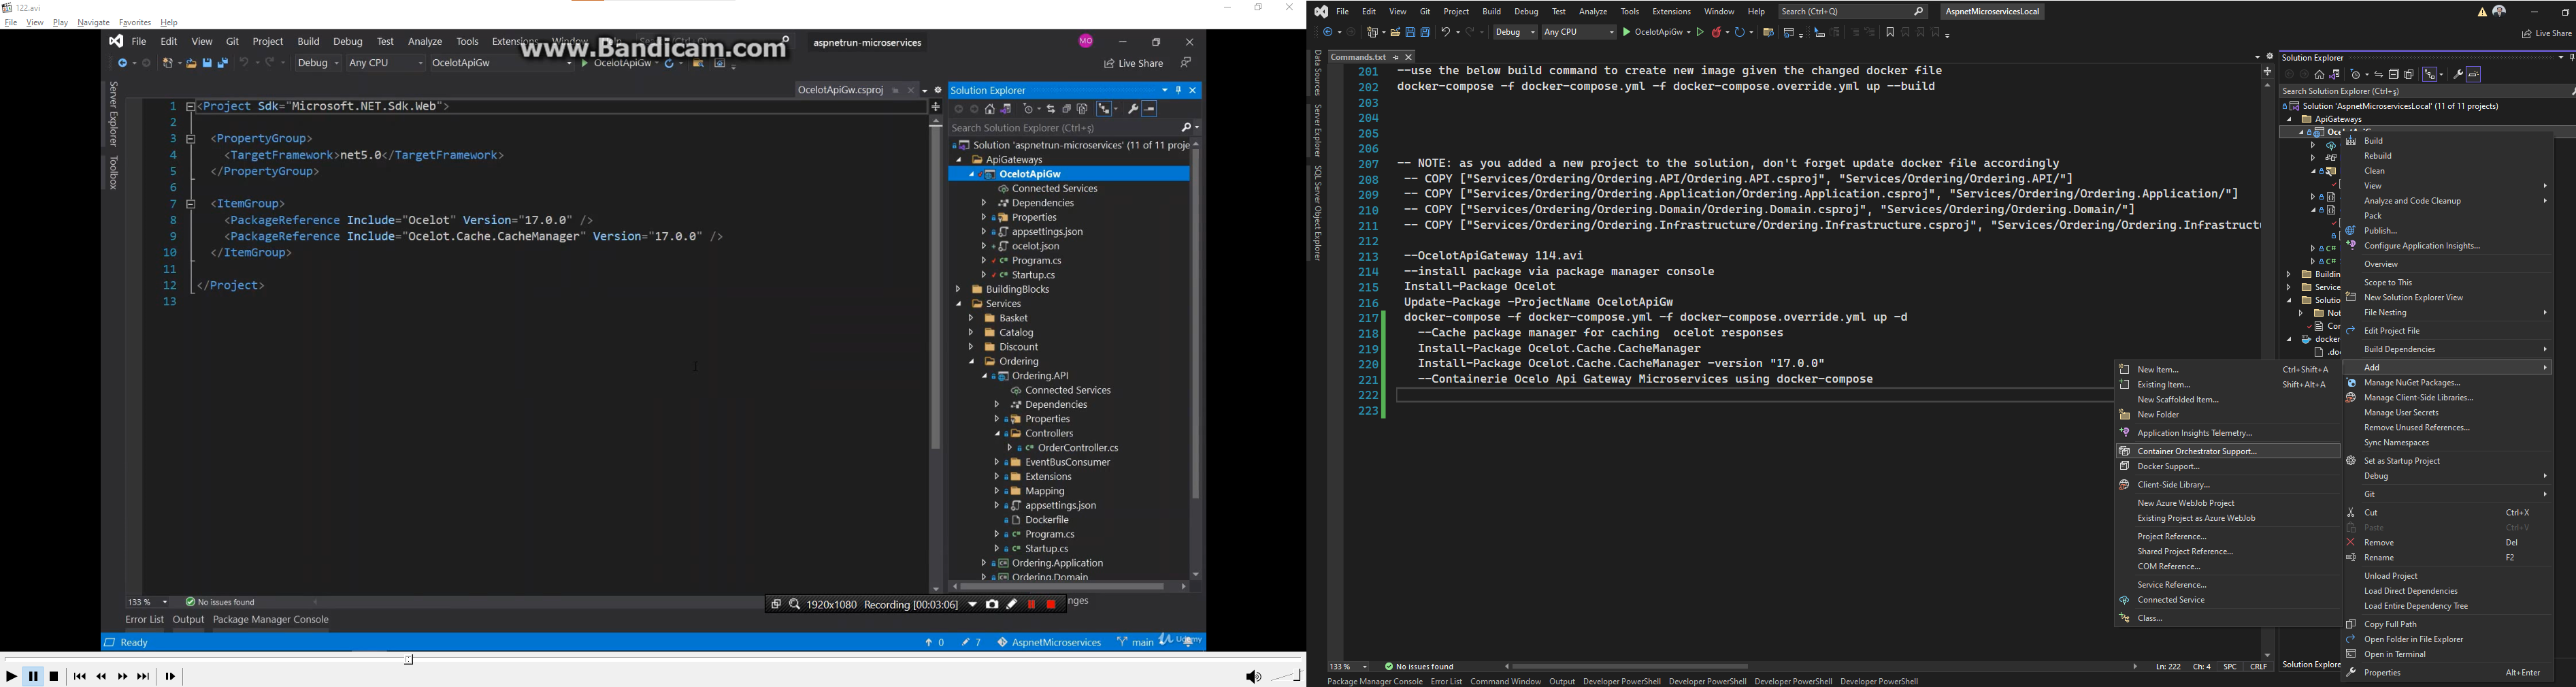 122.avi
File View Play Navigate Favorites Help
www.Bandicam.com
File Edit View Git Project Build Debug Test Analyze Tools Extensions Window
aspnetrun-microservices
MO
Debug Any CPU OcelotApiGw OcelotApiGw Live Share
Server Explorer
Toolbox
OcelotApiGw.csproj
1 <Project Sdk="Microsoft.NET.Sdk.Web">
2
3 <PropertyGroup>
4 <TargetFramework>net5.0</TargetFramework>
5 </PropertyGroup>
6
7 <ItemGroup>
8 <PackageReference Include="Ocelot" Version="17.0.0" />
9 <PackageReference Include="Ocelot.Cache.CacheManager" Version="17.0.0" />
10 </ItemGroup>
11
12 </Project>
13
Solution Explorer
Search Solution Explorer (Ctrl+ş)
Solution 'aspnetrun-microservices' (11 of 11 proje
ApiGateways
OcelotApiGw
Connected Services
Dependencies
Properties
appsettings.json
ocelot.json
Program.cs
Startup.cs
BuildingBlocks
Services
Basket
Catalog
Discount
Ordering
Ordering.API
Connected Services
Dependencies
Properties
Controllers
OrderController.cs
EventBusConsumer
Extensions
Mapping
appsettings.json
Dockerfile
Program.cs
Startup.cs
Ordering.Application
Ordering.Domain
133 % No issues found
1920x1080 Recording [00:03:06]
nges
Error List Output Package Manager Console
Ready
0 7 AspnetMicroservices main Udemy
File Edit View Git Project Build Debug Test Analyze Tools Extensions Window Help Search (Ctrl+Q) AspnetMicroservicesLocal
Debug Any CPU OcelotApiGw Live Share
Data Sources
Server Explorer
SQL Server Object Explorer
Commands.txt
201 --use the below build command to create new image given the changed docker file
202 docker-compose -f docker-compose.yml -f docker-compose.override.yml up --build
203
204
205
206
207 -- NOTE: as you added a new project to the solution, don't forget update docker file accordingly
208 -- COPY ["Services/Ordering/Ordering.API/Ordering.API.csproj", "Services/Ordering/Ordering.API/"]
209 -- COPY ["Services/Ordering/Ordering.Application/Ordering.Application.csproj", "Services/Ordering/Ordering.Application/"]
210 -- COPY ["Services/Ordering/Ordering.Domain/Ordering.Domain.csproj", "Services/Ordering/Ordering.Domain/"]
211 -- COPY ["Services/Ordering/Ordering.Infrastructure/Ordering.Infrastructure.csproj", "Services/Ordering/Ordering.Infrastruct
212
213 --OcelotApiGateway 114.avi
214 --install package via package manager console
215 Install-Package Ocelot
216 Update-Package -ProjectName OcelotApiGw
217 docker-compose -f docker-compose.yml -f docker-compose.override.yml up -d
218 --Cache package manager for caching ocelot responses
219 Install-Package Ocelot.Cache.CacheManager
220 Install-Package Ocelot.Cache.CacheManager -version "17.0.0"
221 --Containerie Ocelo Api Gateway Microservices using docker-compose
222
223
133 % No issues found Ln: 222 Ch: 4 SPC CRLF
Package Manager Console Error List Command Window Output Developer PowerShell Developer PowerShell Developer PowerShell Developer PowerShell
Solution Explorer
Search Solution Explorer (Ctrl+ş)
Solution 'AspnetMicroservicesLocal' (11 of 11 projects)
ApiGateways
Buildin
Service
Solutio
Not
Cor
docker
.do
Solution Explore
New Item... Ctrl+Shift+A
Existing Item... Shift+Alt+A
New Scaffolded Item...
New Folder
Application Insights Telemetry...
Container Orchestrator Support...
Docker Support...
Client-Side Library...
New Azure WebJob Project
Existing Project as Azure WebJob
Project Reference...
Shared Project Reference...
COM Reference...
Service Reference...
Connected Service
Class...
Build
Rebuild
Clean
View
Analyze and Code Cleanup
Pack
Publish...
Configure Application Insights...
Overview
Scope to This
New Solution Explorer View
File Nesting
Edit Project File
Build Dependencies
Add
Manage NuGet Packages...
Manage Client-Side Libraries...
Manage User Secrets
Remove Unused References...
Sync Namespaces
Set as Startup Project
Debug
Git
Cut Ctrl+X
Paste Ctrl+V
Remove Del
Rename F2
Unload Project
Load Direct Dependencies
Load Entire Dependency Tree
Copy Full Path
Open Folder in File Explorer
Open in Terminal
Properties Alt+Enter